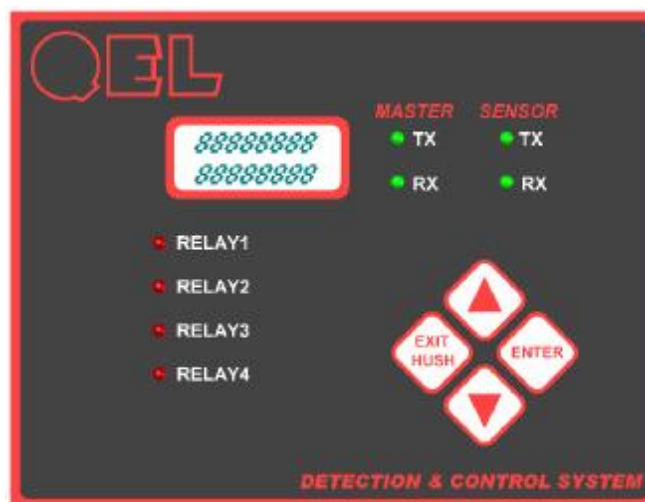 QEL
MASTER SENSOR
88888888
88888888
TX TX
RX RX
RELAY1
RELAY2
RELAY3
RELAY4
EXIT
HUSH
ENTER
DETECTION & CONTROL SYSTEM